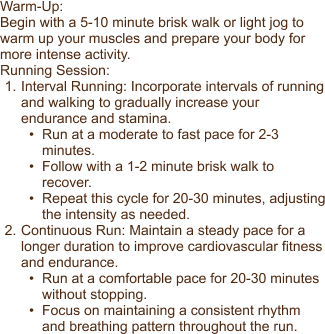 Warm-Up:
Begin with a 5-10 minute brisk walk or light jog to
warm up your muscles and prepare your body for
more intense activity.
Running Session:
1. Interval Running: Incorporate intervals of running
and walking to gradually increase your
endurance and stamina.
• Run at a moderate to fast pace for 2-3
minutes.
• Follow with a 1-2 minute brisk walk to
recover.
• Repeat this cycle for 20-30 minutes, adjusting
the intensity as needed.
2. Continuous Run: Maintain a steady pace for a
longer duration to improve cardiovascular fitness
and endurance.
• Run at a comfortable pace for 20-30 minutes
without stopping.
• Focus on maintaining a consistent rhythm
and breathing pattern throughout the run.